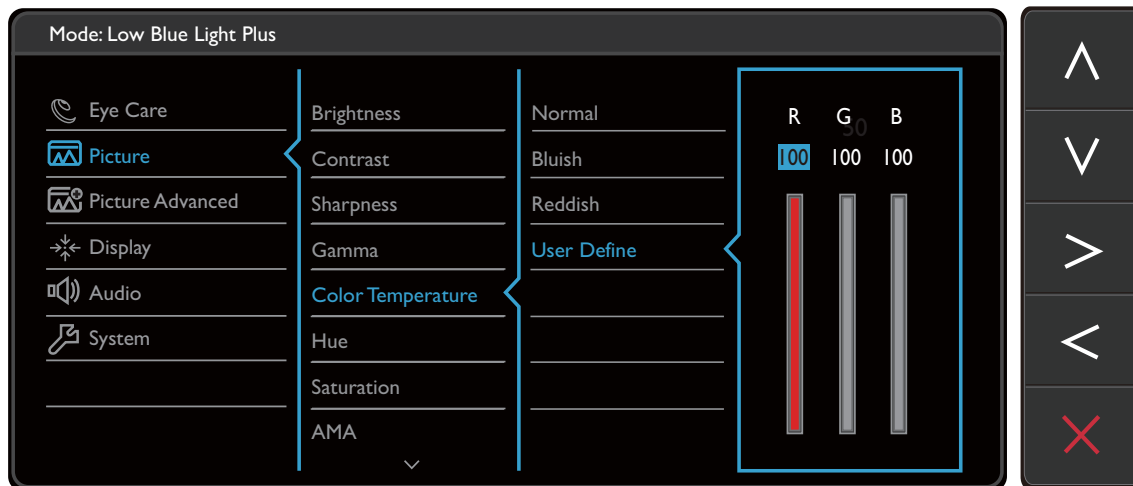 Mode: Low Blue Light Plus
Eye Care
Picture
Picture Advanced
Display
Audio
System
Brightness
Contrast
Sharpness
Gamma
Color Temperature
Hue
Saturation
AMA
Normal
Bluish
Reddish
User Define
R G B
50
100 100 100